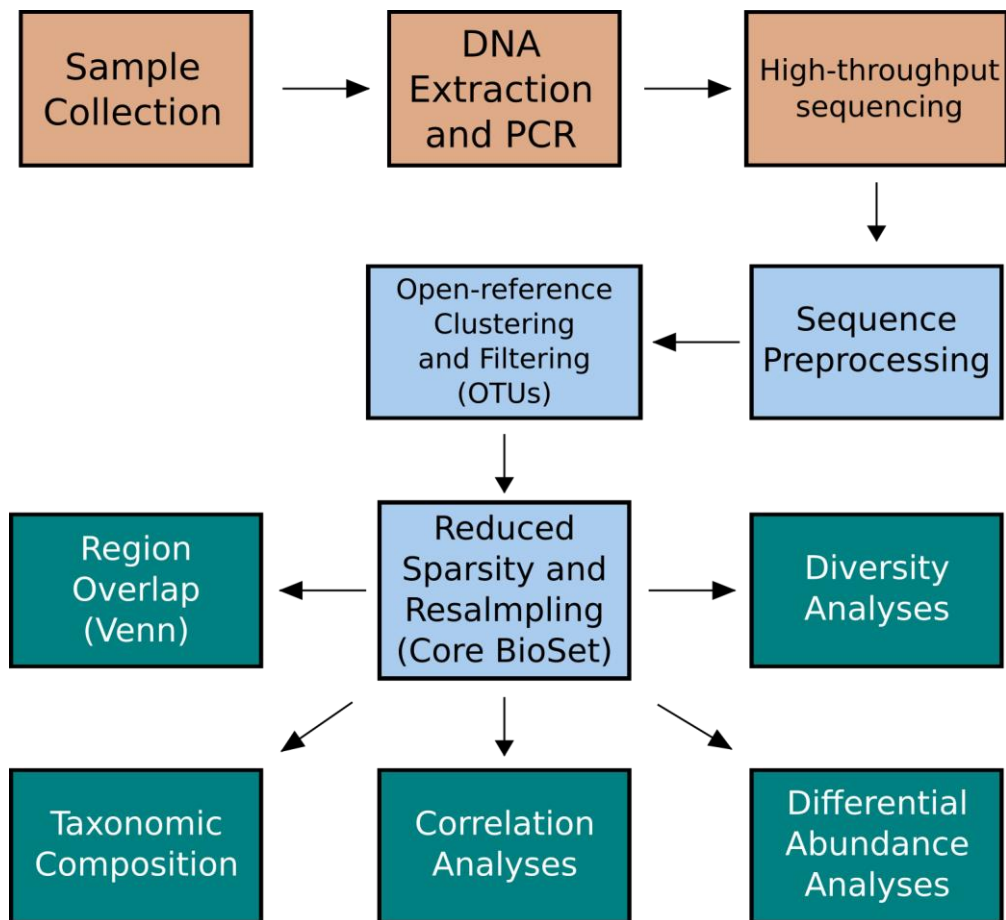 Sample
Collection
DNA
Extraction
and PCR
High-throughput
sequencing
Open-reference
Clustering
and Filtering
(OTUs)
Sequence
Preprocessing
Region
Overlap
(Venn)
Reduced
Sparsity and
Resalmpling
(Core BioSet)
Diversity
Analyses
Taxonomic
Composition
Correlation
Analyses
Differential
Abundance
Analyses